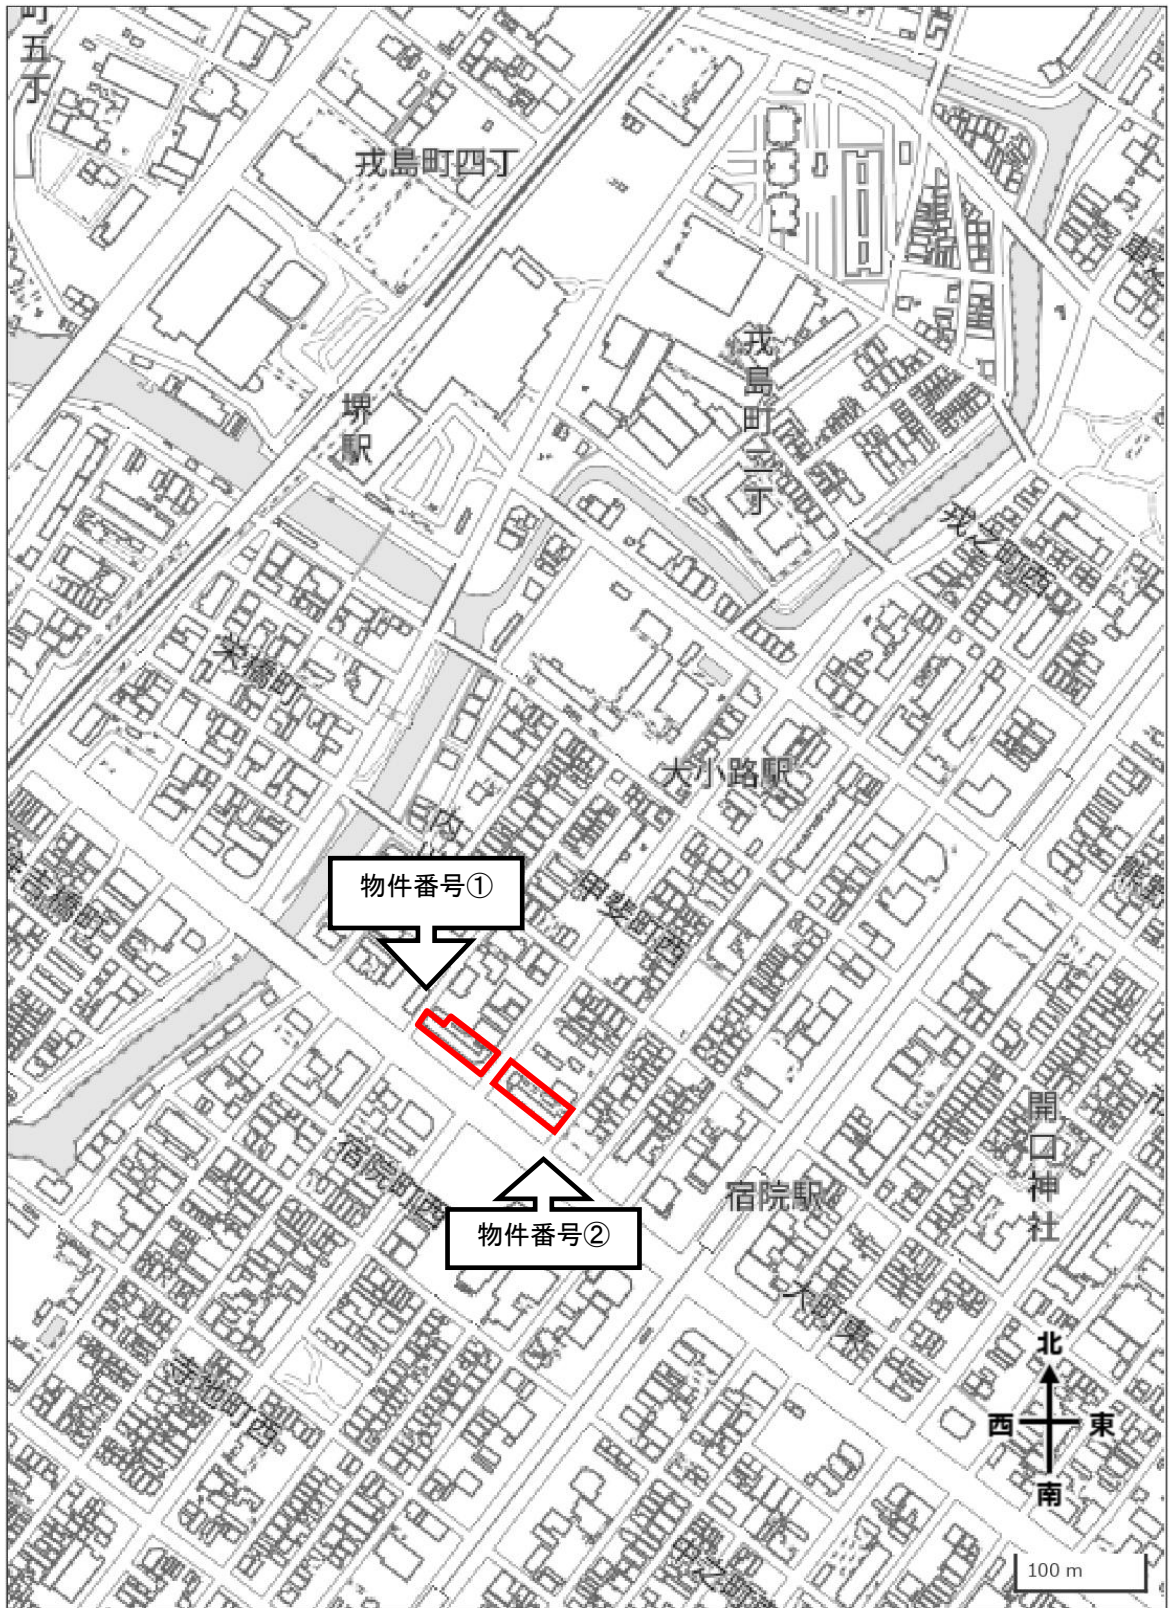 町五丁
戎島町四丁
戎島町二丁
堺駅
戎之町西
栄橋町
大小路駅
物件番号①
甲斐町西
開口神社
宿院町西
宿院駅
物件番号②
寺地町西
北
西
東
南
中之町
100 m